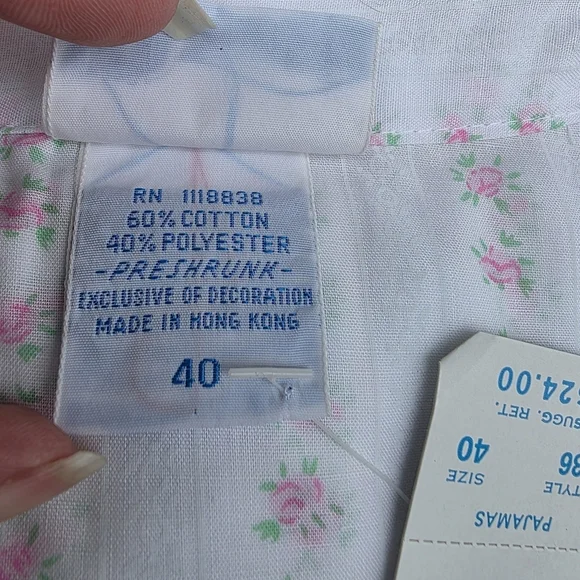 RN 1118838
60% COTTON
40% POLYESTER
-PRESHRUNK-
EXCLUSIVE OF DECORATION
MADE IN HONG KONG
40
PAJAMAS
SIZE
40
SUGG. RET.
$24.00